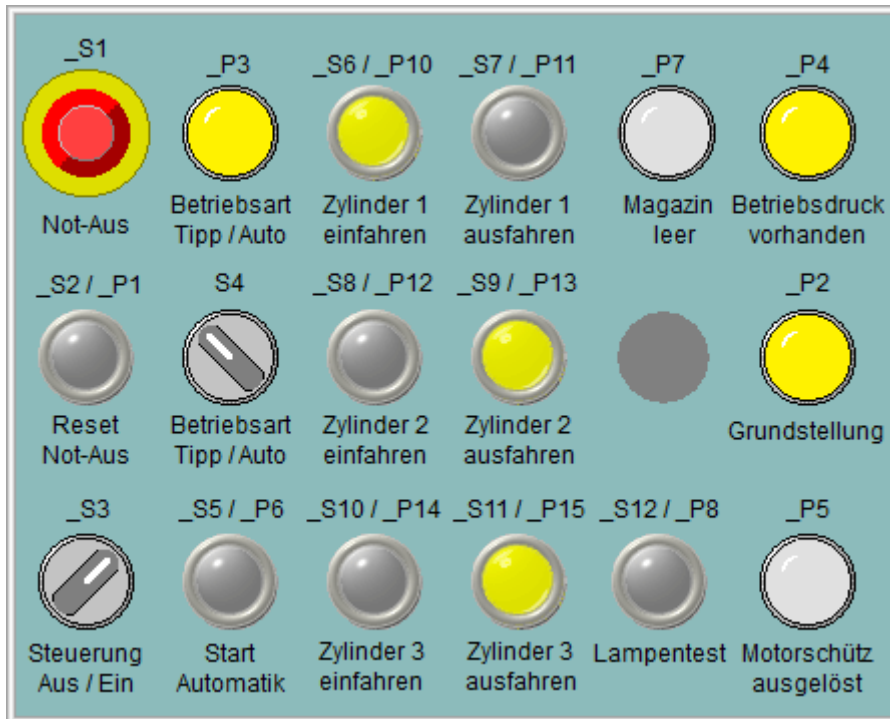 _S1
_P3
_S6 / _P10
_S7 / _P11
_P7
_P4
Not-Aus
Betriebsart
Tipp / Auto
Zylinder 1
einfahren
Zylinder 1
ausfahren
Magazin
leer
Betriebsdruck
vorhanden
_S2 / _P1
S4
_S8 / _P12
_S9 / _P13
_P2
Reset
Not-Aus
Betriebsart
Tipp / Auto
Zylinder 2
einfahren
Zylinder 2
ausfahren
Grundstellung
_S3
_S5 / _P6
_S10 / _P14
_S11 / _P15
_S12 / _P8
_P5
Steuerung
Aus / Ein
Start
Automatik
Zylinder 3
einfahren
Zylinder 3
ausfahren
Lampentest
Motorschütz
ausgelöst